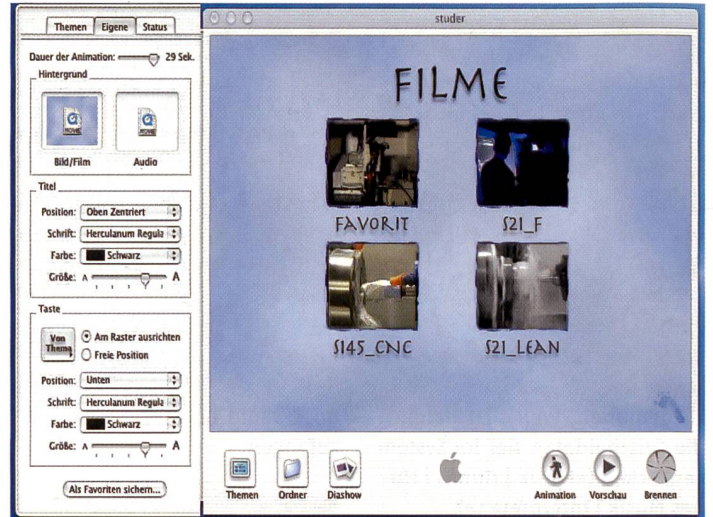 Themen Eigene Status
Dauer der Animation: 29 Sek.
Hintergrund
MOVIE MOVIE
Bild/Film Audio
Titel
Position: Oben Zentriert
Schrift: Herculanum Regula
Farbe: Schwarz
Größe: A A
Taste
Von Thema
Am Raster ausrichten
Freie Position
Position: Unten
Schrift: Herculanum Regula
Farbe: Schwarz
Größe: A A
Als Favoriten sichern...
studer
FILME
FAVORIT S21_F
S145_CNC S21_LEAN
Themen Ordner Diashow Animation Vorschau Brennen